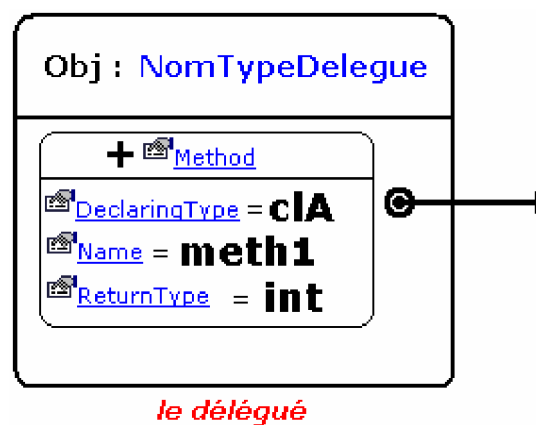 Obj : NomTypeDelegue
+ Method
DeclaringType = clA
Name = meth1
ReturnType = int
le délégué